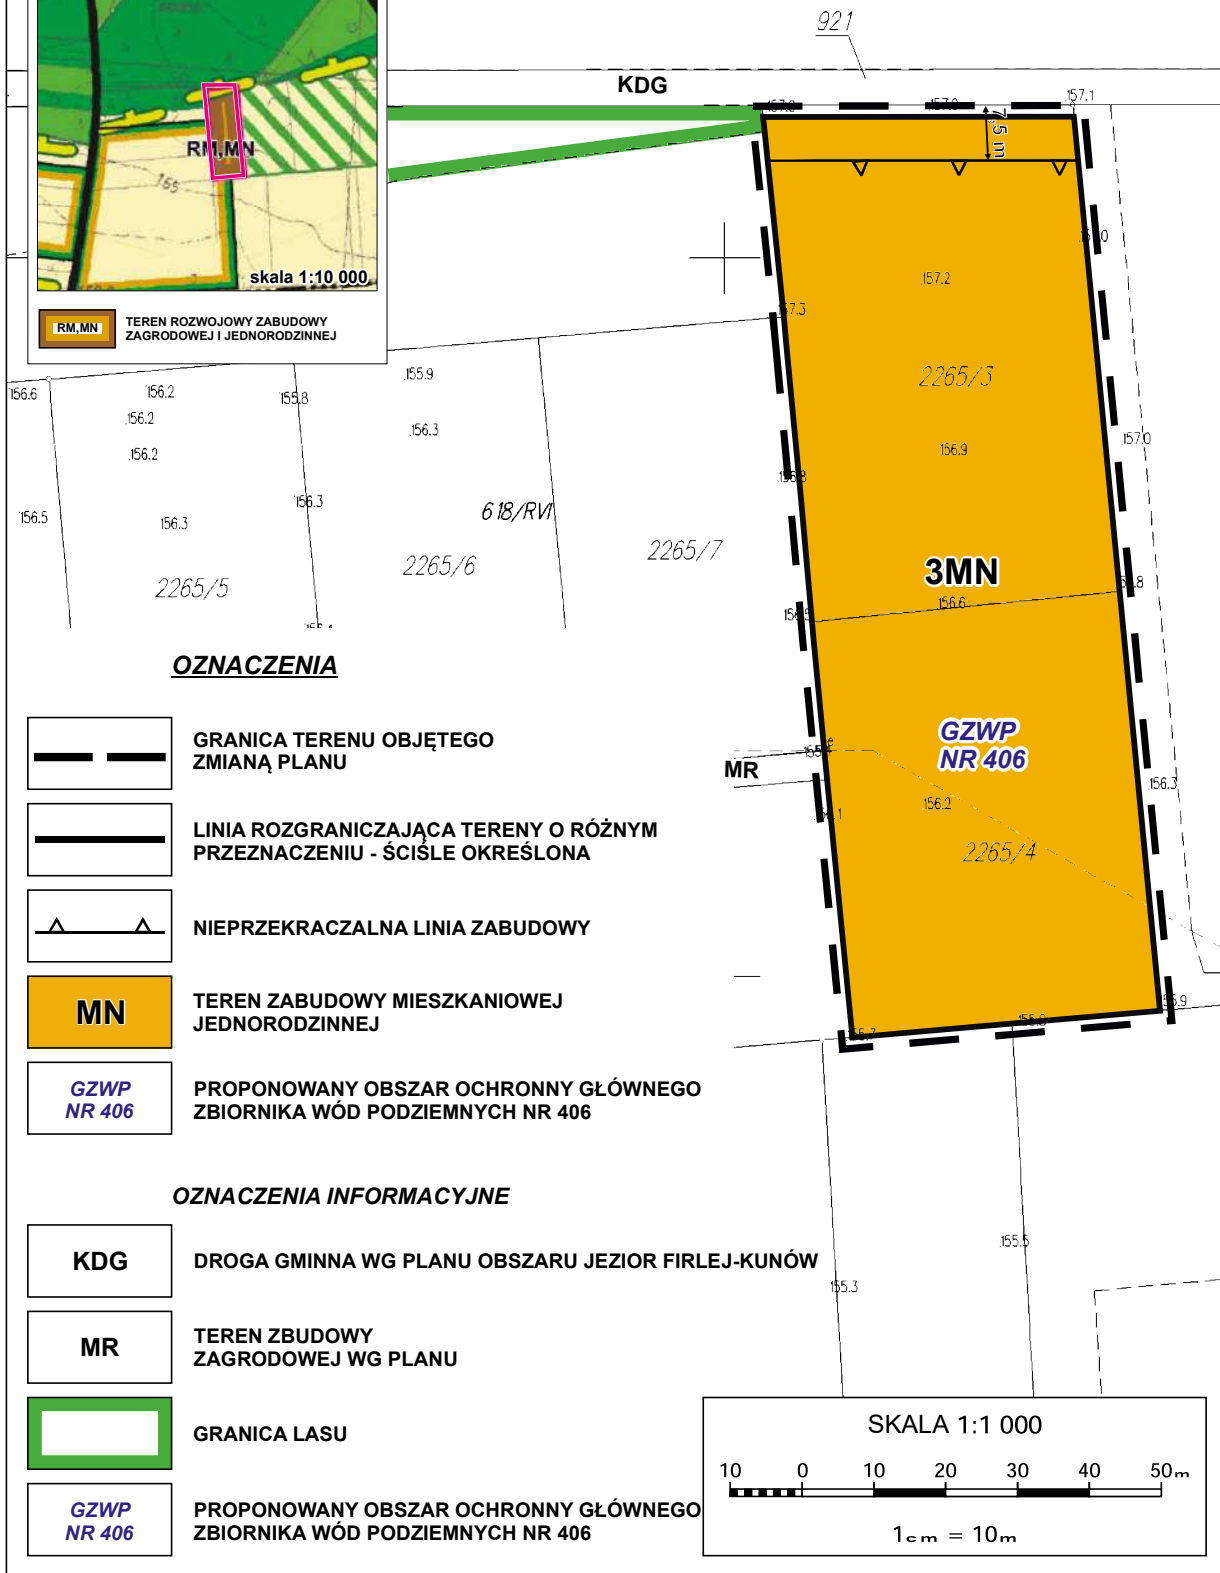 921
KDG
157.1
157.0
7,5 m
RM,MN
165
skala 1:10 000
RM,MN
TEREN ROZWOJOWY ZABUDOWY
ZAGRODOWEJ I JEDNORODZINNEJ
157.2
157.3
2265/3
156.9
157.0
156.8
156.6
155.9
156.2
155.8
156.2
156.3
156.2
156.3
156.5
156.3
618/RVI
2265/5
2265/6
2265/7
156.6
3MN
156.5
GZWP
NR 406
MR
156.3
156.2
2265/4
155.9
155.7
155.5
155.3
OZNACZENIA
GRANICA TERENU OBJĘTEGO
ZMIANĄ PLANU
LINIA ROZGRANICZAJĄCA TERENY O RÓŻNYM
PRZEZNACZENIU - ŚCIŚLE OKREŚLONA
NIEPRZEKRACZALNA LINIA ZABUDOWY
MN
TEREN ZABUDOWY MIESZKANIOWEJ
JEDNORODZINNEJ
GZWP
NR 406
PROPONOWANY OBSZAR OCHRONNY GŁÓWNEGO
ZBIORNIKA WÓD PODZIEMNYCH NR 406
OZNACZENIA INFORMACYJNE
KDG
DROGA GMINNA WG PLANU OBSZARU JEZIOR FIRLEJ-KUNÓW
MR
TEREN ZBUDOWY
ZAGRODOWEJ WG PLANU
GRANICA LASU
GZWP
NR 406
PROPONOWANY OBSZAR OCHRONNY GŁÓWNEGO
ZBIORNIKA WÓD PODZIEMNYCH NR 406
SKALA 1:1 000
10 0 10 20 30 40 50m
1cm = 10m